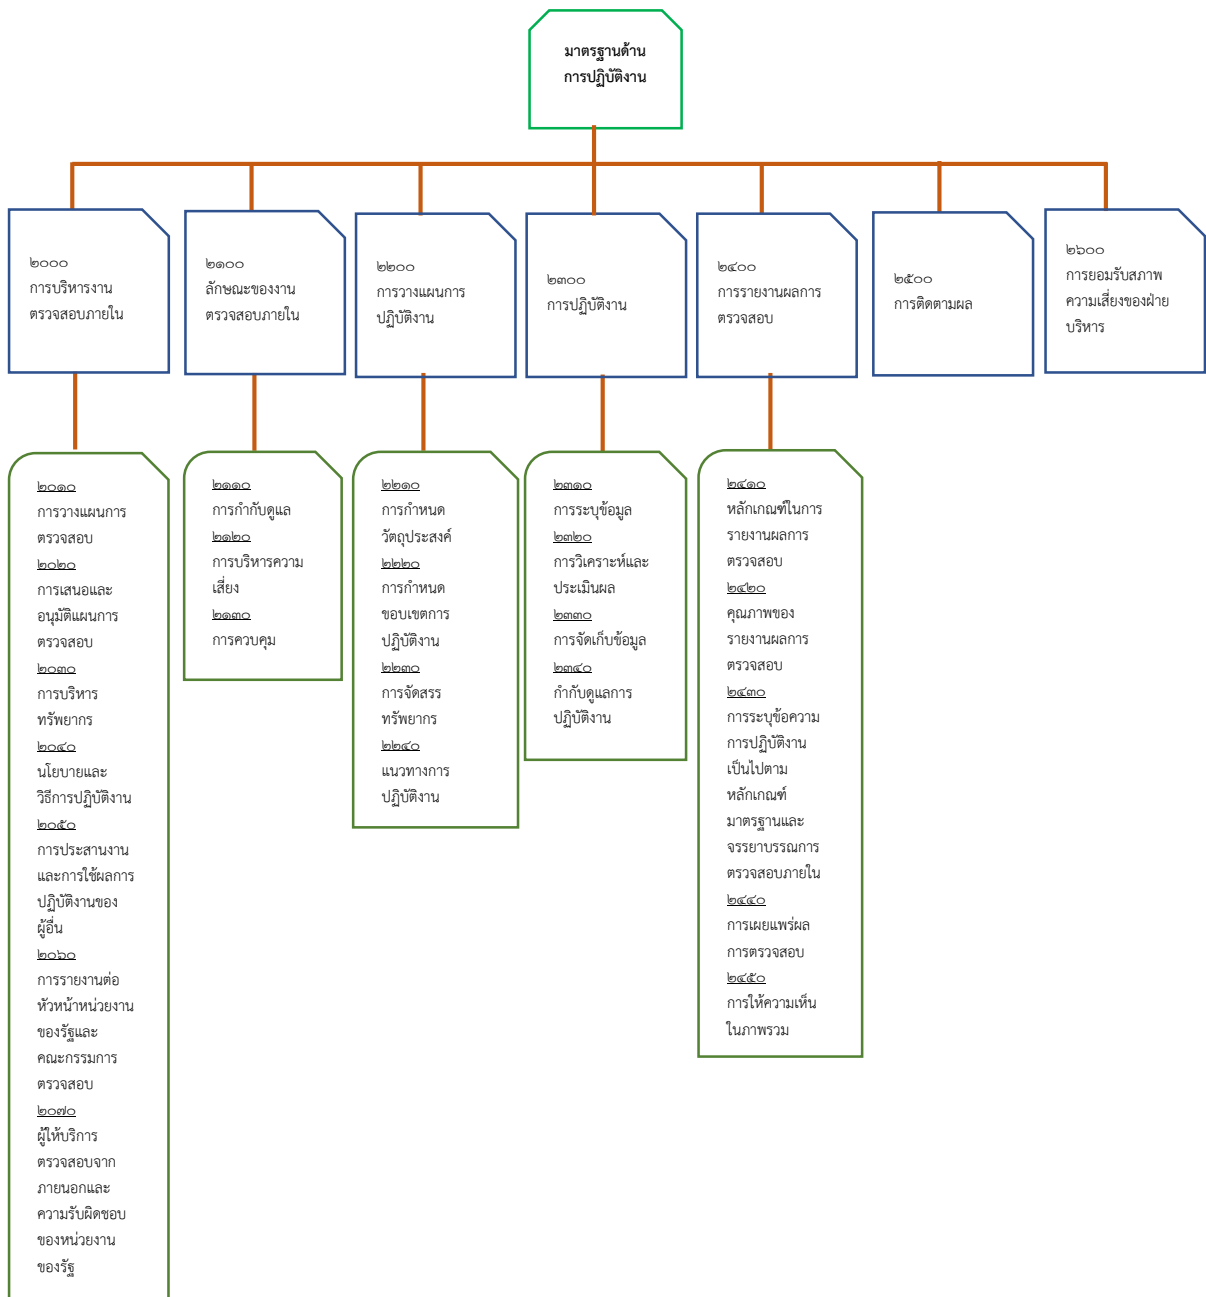 มาตรฐานด้าน
การปฏิบัติงาน
๒๐๐๐
การบริหารงาน
ตรวจสอบภายใน
๒๑๐๐
ลักษณะของงาน
ตรวจสอบภายใน
๒๒๐๐
การวางแผนการ
ปฏิบัติงาน
๒๓๐๐
การปฏิบัติงาน
๒๔๐๐
การรายงานผลการ
ตรวจสอบ
๒๕๐๐
การติดตามผล
๒๖๐๐
การยอมรับสภาพ
ความเสี่ยงของฝ่าย
บริหาร
๒๐๑๐
การวางแผนการ
ตรวจสอบ
๒๐๒๐
การเสนอและ
อนุมัติแผนการ
ตรวจสอบ
๒๐๓๐
การบริหาร
ทรัพยากร
๒๐๔๐
นโยบายและ
วิธีการปฏิบัติงาน
๒๐๕๐
การประสานงาน
และการใช้ผลการ
ปฏิบัติงานของ
ผู้อื่น
๒๐๖๐
การรายงานต่อ
หัวหน้าหน่วยงาน
ของรัฐและ
คณะกรรมการ
ตรวจสอบ
๒๐๗๐
ผู้ให้บริการ
ตรวจสอบจาก
ภายนอกและ
ความรับผิดชอบ
ของหน่วยงาน
ของรัฐ
๒๑๑๐
การกำกับดูแล
๒๑๒๐
การบริหารความ
เสี่ยง
๒๑๓๐
การควบคุม
๒๒๑๐
การกำหนด
วัตถุประสงค์
๒๒๒๐
การกำหนด
ขอบเขตการ
ปฏิบัติงาน
๒๒๓๐
การจัดสรร
ทรัพยากร
๒๒๔๐
แนวทางการ
ปฏิบัติงาน
๒๓๑๐
การระบุข้อมูล
๒๓๒๐
การวิเคราะห์และ
ประเมินผล
๒๓๓๐
การจัดเก็บข้อมูล
๒๓๔๐
กำกับดูแลการ
ปฏิบัติงาน
๒๔๑๐
หลักเกณฑ์ในการ
รายงานผลการ
ตรวจสอบ
๒๔๒๐
คุณภาพของ
รายงานผลการ
ตรวจสอบ
๒๔๓๐
การระบุข้อความ
การปฏิบัติงาน
เป็นไปตาม
หลักเกณฑ์
มาตรฐานและ
จรรยาบรรณการ
ตรวจสอบภายใน
๒๔๔๐
การเผยแพร่ผล
การตรวจสอบ
๒๔๕๐
การให้ความเห็น
ในภาพรวม